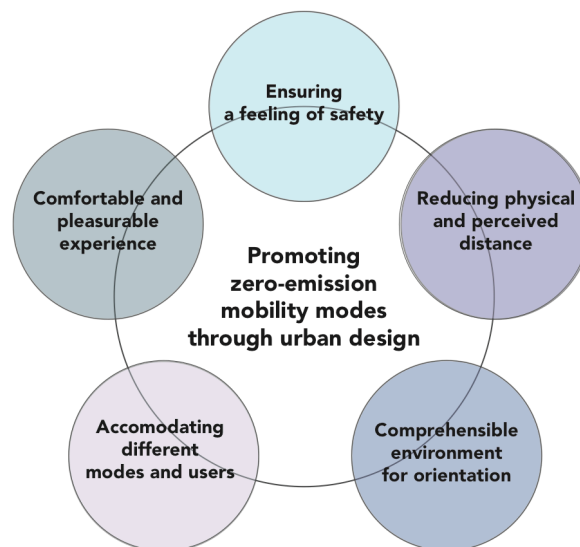 Ensuring
a feeling of safety
Comfortable and
pleasurable
experience
Reducing physical
and perceived
distance
Promoting
zero-emission
mobility modes
through urban design
Accomodating
different
modes and users
Comprehensible
environment
for orientation